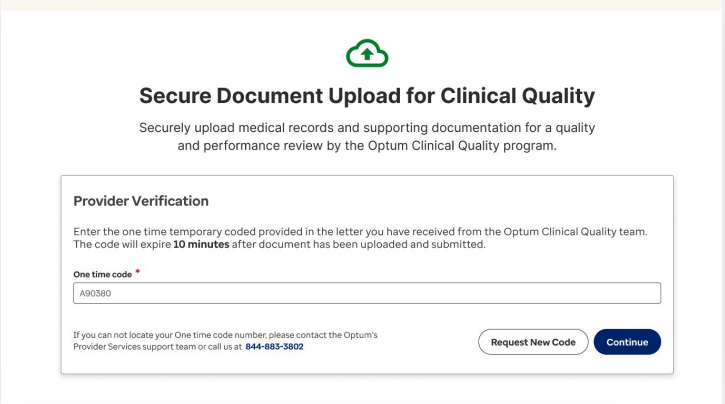 Secure Document Upload for Clinical Quality
Securely upload medical records and supporting documentation for a quality
and performance review by the Optum Clinical Quality program.
Provider Verification
Enter the one time temporary coded provided in the letter you have received from the Optum Clinical Quality team.
The code will expire 10 minutes after document has been uploaded and submitted.
One time code *
A90380
If you can not locate your One time code number, please contact the Optum's
Provider Services support team or call us at 844-883-3802
Request New Code
Continue